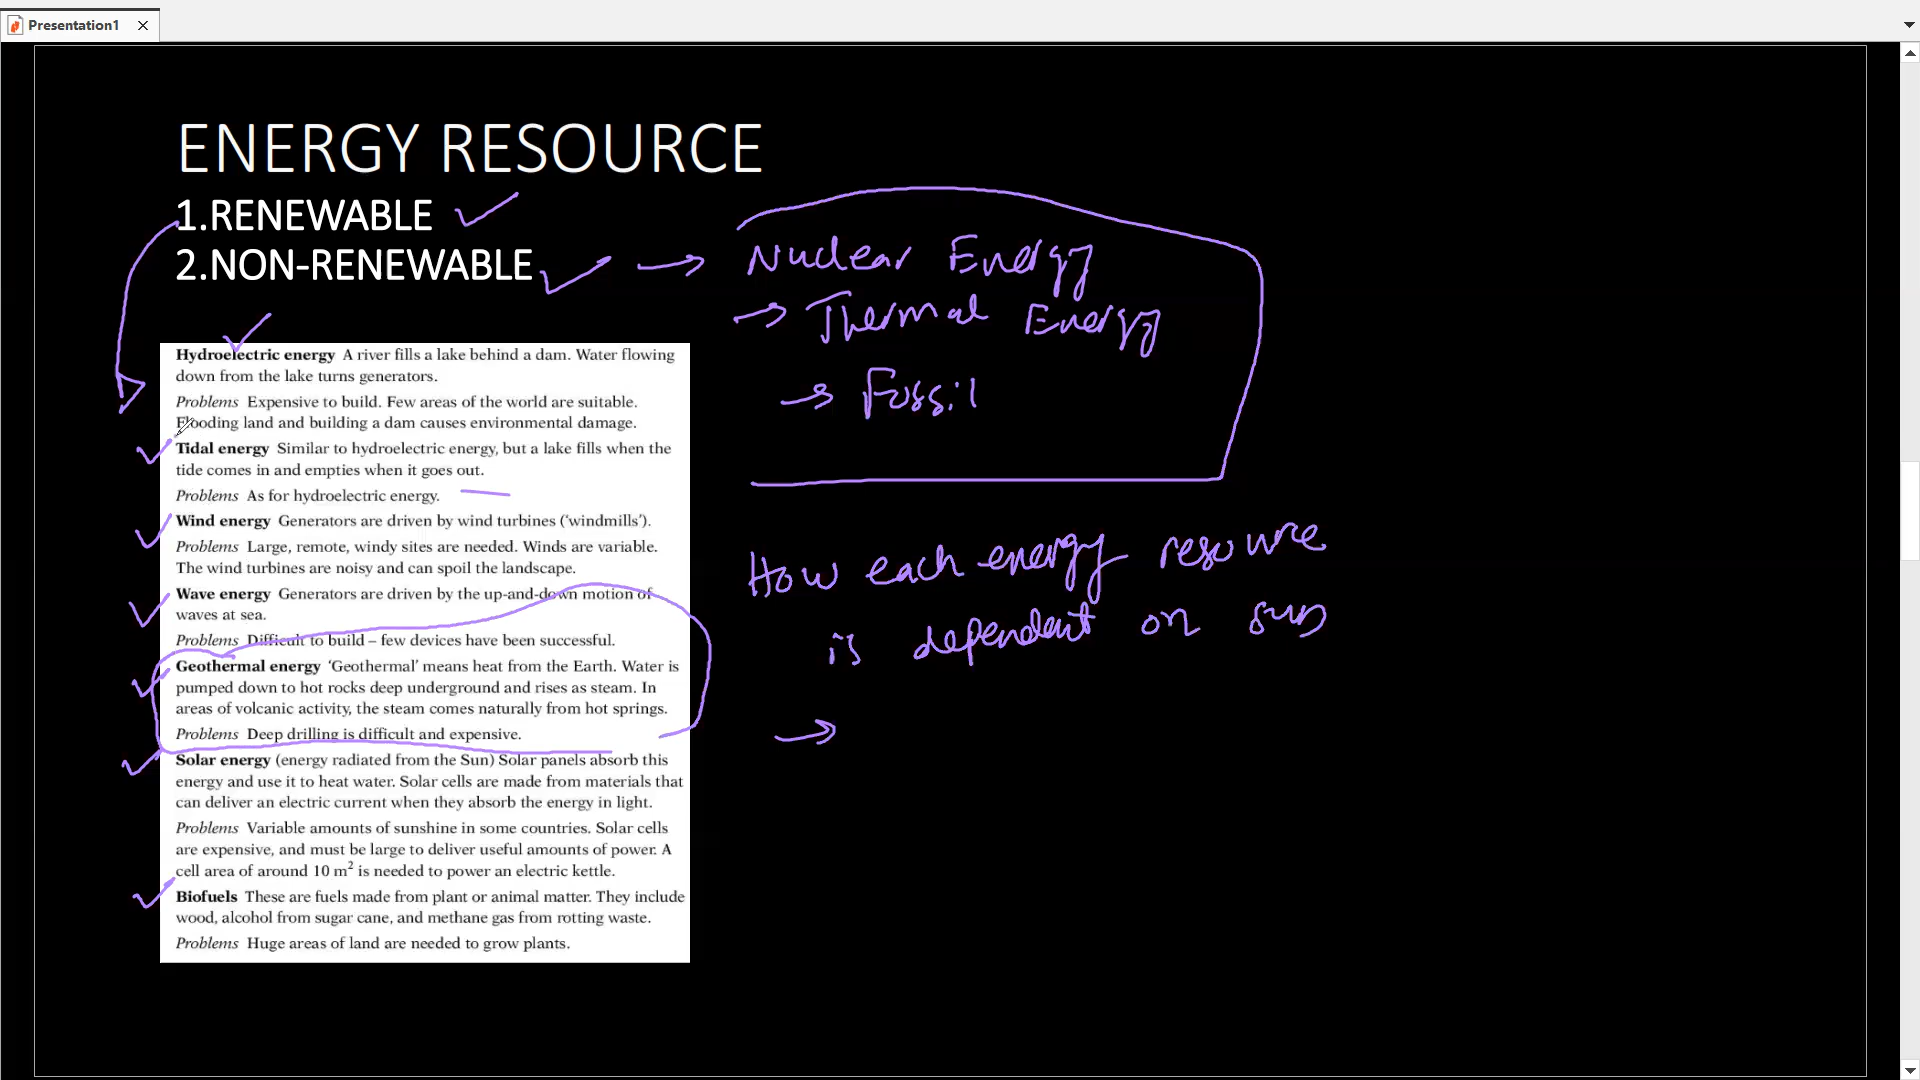 Presentation1
ENERGY RESOURCE
1.RENEWABLE
2.NON-RENEWABLE
Nuclear Energy
Thermal Energy
Fossil
Hydroelectric energy A river fills a lake behind a dam. Water flowing
down from the lake turns generators.
Problems Expensive to build. Few areas of the world are suitable.
Flooding land and building a dam causes environmental damage.
Tidal energy Similar to hydroelectric energy, but a lake fills when the
tide comes in and empties when it goes out.
Problems As for hydroelectric energy.
Wind energy Generators are driven by wind turbines (‘windmills’).
Problems Large, remote, windy sites are needed. Winds are variable.
The wind turbines are noisy and can spoil the landscape.
Wave energy Generators are driven by the up-and-down motion of
waves at sea.
Problems Difficult to build – few devices have been successful.
Geothermal energy ‘Geothermal’ means heat from the Earth. Water is
pumped down to hot rocks deep underground and rises as steam. In
areas of volcanic activity, the steam comes naturally from hot springs.
Problems Deep drilling is difficult and expensive.
Solar energy (energy radiated from the Sun) Solar panels absorb this
energy and use it to heat water. Solar cells are made from materials that
can deliver an electric current when they absorb the energy in light.
Problems Variable amounts of sunshine in some countries. Solar cells
are expensive, and must be large to deliver useful amounts of power. A
cell area of around 10 m² is needed to power an electric kettle.
Biofuels These are fuels made from plant or animal matter. They include
wood, alcohol from sugar cane, and methane gas from rotting waste.
Problems Huge areas of land are needed to grow plants.
How each energy resource
is dependent on sun